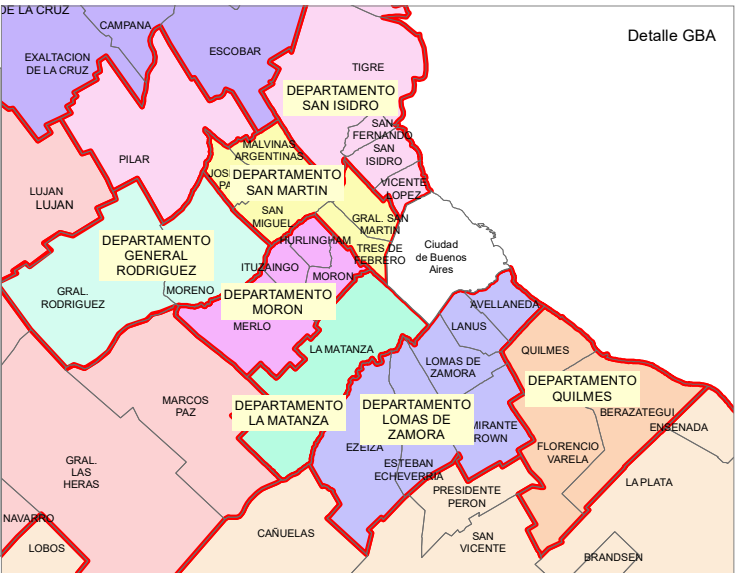 DE LA CRUZ
CAMPANA
Detalle GBA
EXALTACION
DE LA CRUZ
ESCOBAR
TIGRE
DEPARTAMENTO
SAN ISIDRO
SAN
FERNANDO
SAN
ISIDRO
MALVINAS
ARGENTINAS
PILAR
JOS
PA
DEPARTAMENTO
SAN MARTIN
VICENTE
LOPEZ
LUJAN
LUJAN
SAN
MIGUEL
GRAL. SAN
MARTIN
DEPARTAMENTO
GENERAL
RODRIGUEZ
HURLINGHAM
TRES DE
FEBRERO
Ciudad
de Buenos
Aires
ITUZAINGO
MORON
GRAL.
RODRIGUEZ
MORENO
DEPARTAMENTO
MORON
MERLO
AVELLANEDA
LANUS
LA MATANZA
QUILMES
LOMAS DE
ZAMORA
DEPARTAMENTO
QUILMES
MARCOS
PAZ
DEPARTAMENTO
LA MATANZA
DEPARTAMENTO
LOMAS DE
ZAMORA
BERAZATEGUI
ENSENADA
MIRANTE
ROWN
EZEIZA
FLORENCIO
VARELA
GRAL.
LAS
HERAS
ESTEBAN
ECHEVERRIA
LA PLATA
PRESIDENTE
PERON
NAVARRO
LOBOS
CAÑUELAS
SAN
VICENTE
BRANDSEN